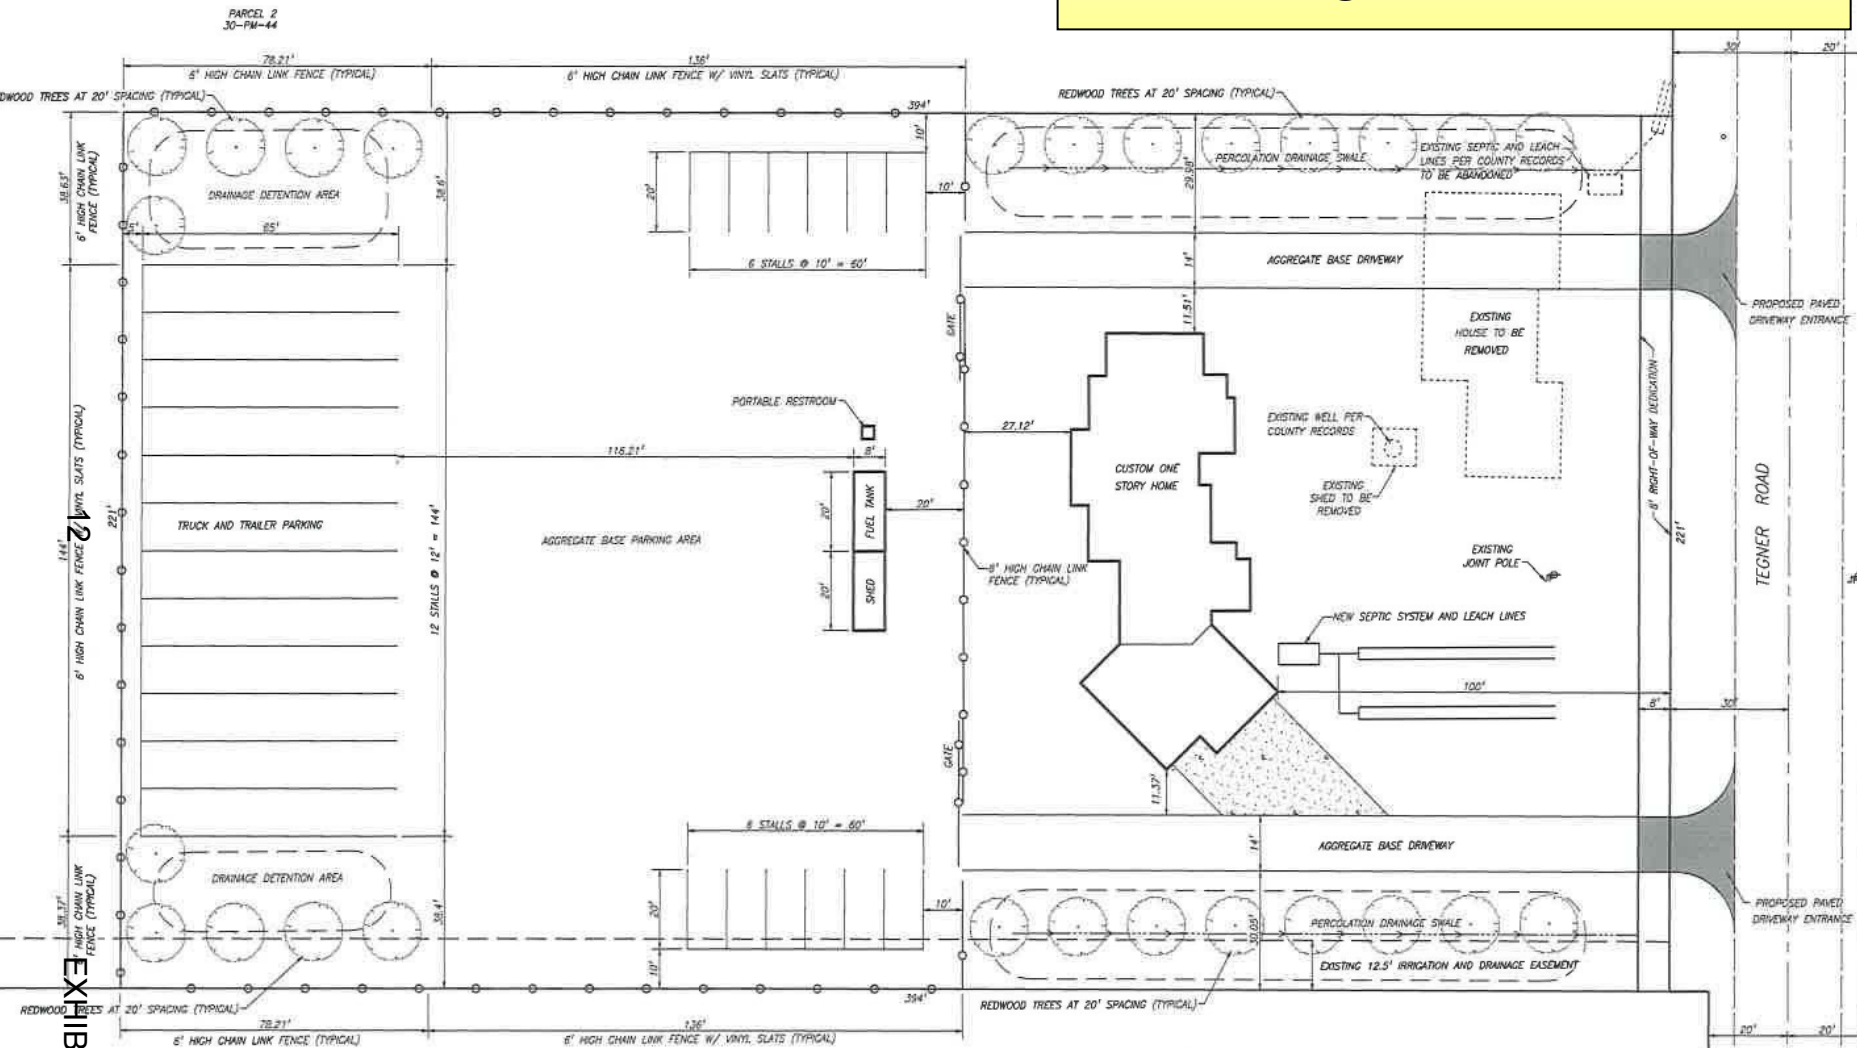 PARCEL 2
30-PM-44
78.21'
6' HIGH CHAIN LINK FENCE (TYPICAL)
136'
6' HIGH CHAIN LINK FENCE W/ VINYL SLATS (TYPICAL)
30'
20'
REDWOOD TREES AT 20' SPACING (TYPICAL)
394'
REDWOOD TREES AT 20' SPACING (TYPICAL)
10'
38.63'
6' HIGH CHAIN LINK
FENCE (TYPICAL)
DRAINAGE DETENTION AREA
38.6'
20'
10'
29.98'
PERCOLATION DRAINAGE SWALE
EXISTING SEPTIC AND LEACH
LINES PER COUNTY RECORDS
TO BE ABANDONED
5'
65'
6 STALLS @ 10' = 60'
14'
AGGREGATE BASE DRIVEWAY
PROPOSED PAVED
DRIVEWAY ENTRANCE
11.51'
GATE
EXISTING
HOUSE TO BE
REMOVED
8' RIGHT-OF-WAY DEDICATION
PORTABLE RESTROOM
EXISTING WELL PER
COUNTY RECORDS
27.12'
116.21'
8'
CUSTOM ONE
STORY HOME
EXISTING
SHED TO BE
REMOVED
20'
FUEL TANK
20'
TEGNER ROAD
144'
6' HIGH CHAIN LINK FENCE W/ VINYL SLATS (TYPICAL)
221'
12
TRUCK AND TRAILER PARKING
12 STALLS @ 12' = 144'
AGGREGATE BASE PARKING AREA
221'
EXISTING
JOINT POLE
6' HIGH CHAIN LINK
FENCE (TYPICAL)
20'
SHED
NEW SEPTIC SYSTEM AND LEACH LINES
100'
8'
30'
GATE
11.37'
6 STALLS @ 10' = 60'
14'
AGGREGATE BASE DRIVEWAY
38.37'
6' HIGH CHAIN LINK
FENCE (TYPICAL)
DRAINAGE DETENTION AREA
38.4'
20'
10'
10'
30.05'
PERCOLATION DRAINAGE SWALE
PROPOSED PAVED
DRIVEWAY ENTRANCE
EXISTING 12.5' IRRIGATION AND DRAINAGE EASEMENT
EXHIB
REDWOOD TREES AT 20' SPACING (TYPICAL)
394'
REDWOOD TREES AT 20' SPACING (TYPICAL)
78.21'
6' HIGH CHAIN LINK FENCE (TYPICAL)
136'
6' HIGH CHAIN LINK FENCE W/ VINYL SLATS (TYPICAL)
20'
20'